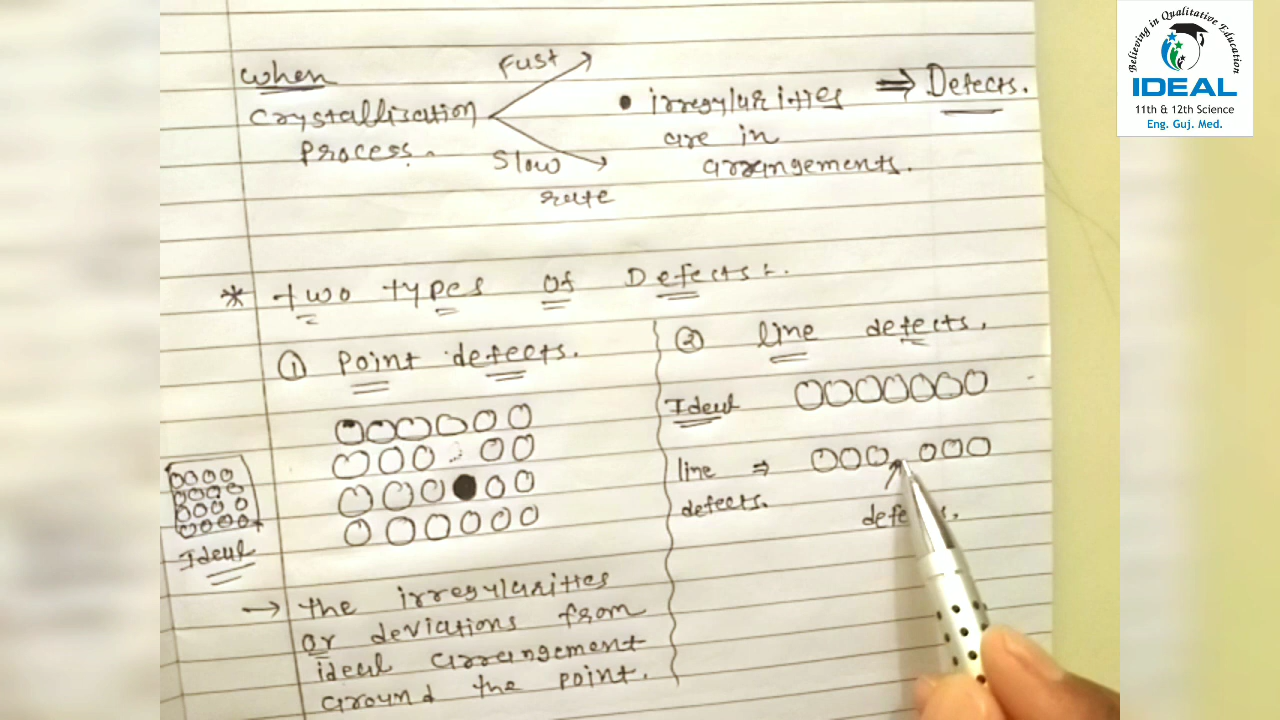 Believing in Qualitative Education
IDEAL
11th & 12th Science
Eng. Guj. Med.
When
Crystallisation
Process.
Fast
Slow
rate
• irregularities ⇒ Defects.
are in
arrangements.
* two types of Defects:-
① Point defects.
Ideal
→ the irregularities
or deviations from
ideal arrangement
around the point.
② line defects.
Ideal
line ⇒
defects.